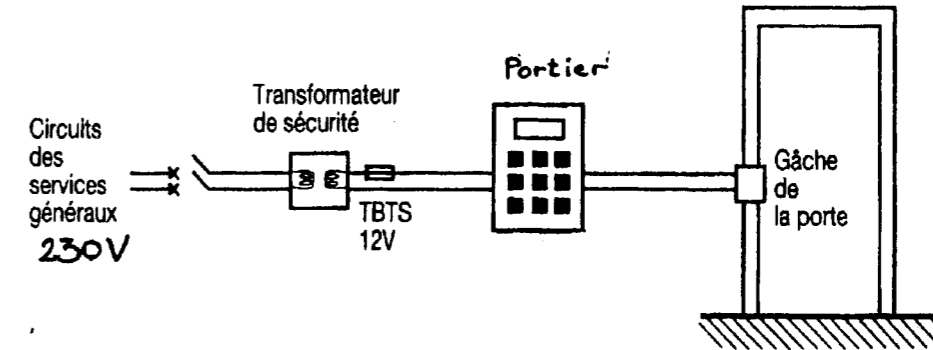 Circuits
des
services
généraux
230V
Transformateur
de sécurité
TBTS
12V
Portier
Gâche
de
la porte